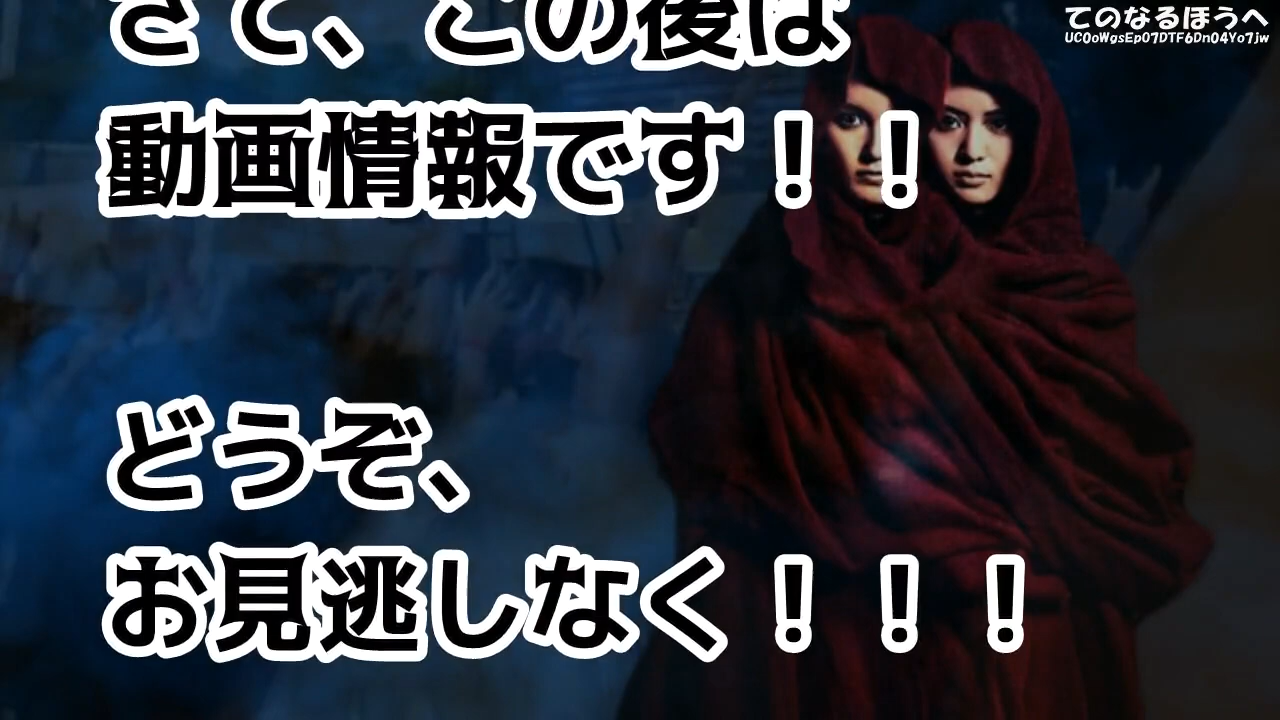 てのなるほうへ
UC0oWgsEp07DTF6Dn04Yo7jw
さて、この後は
動画情報です！！
どうぞ、
お見逃しなく！！！